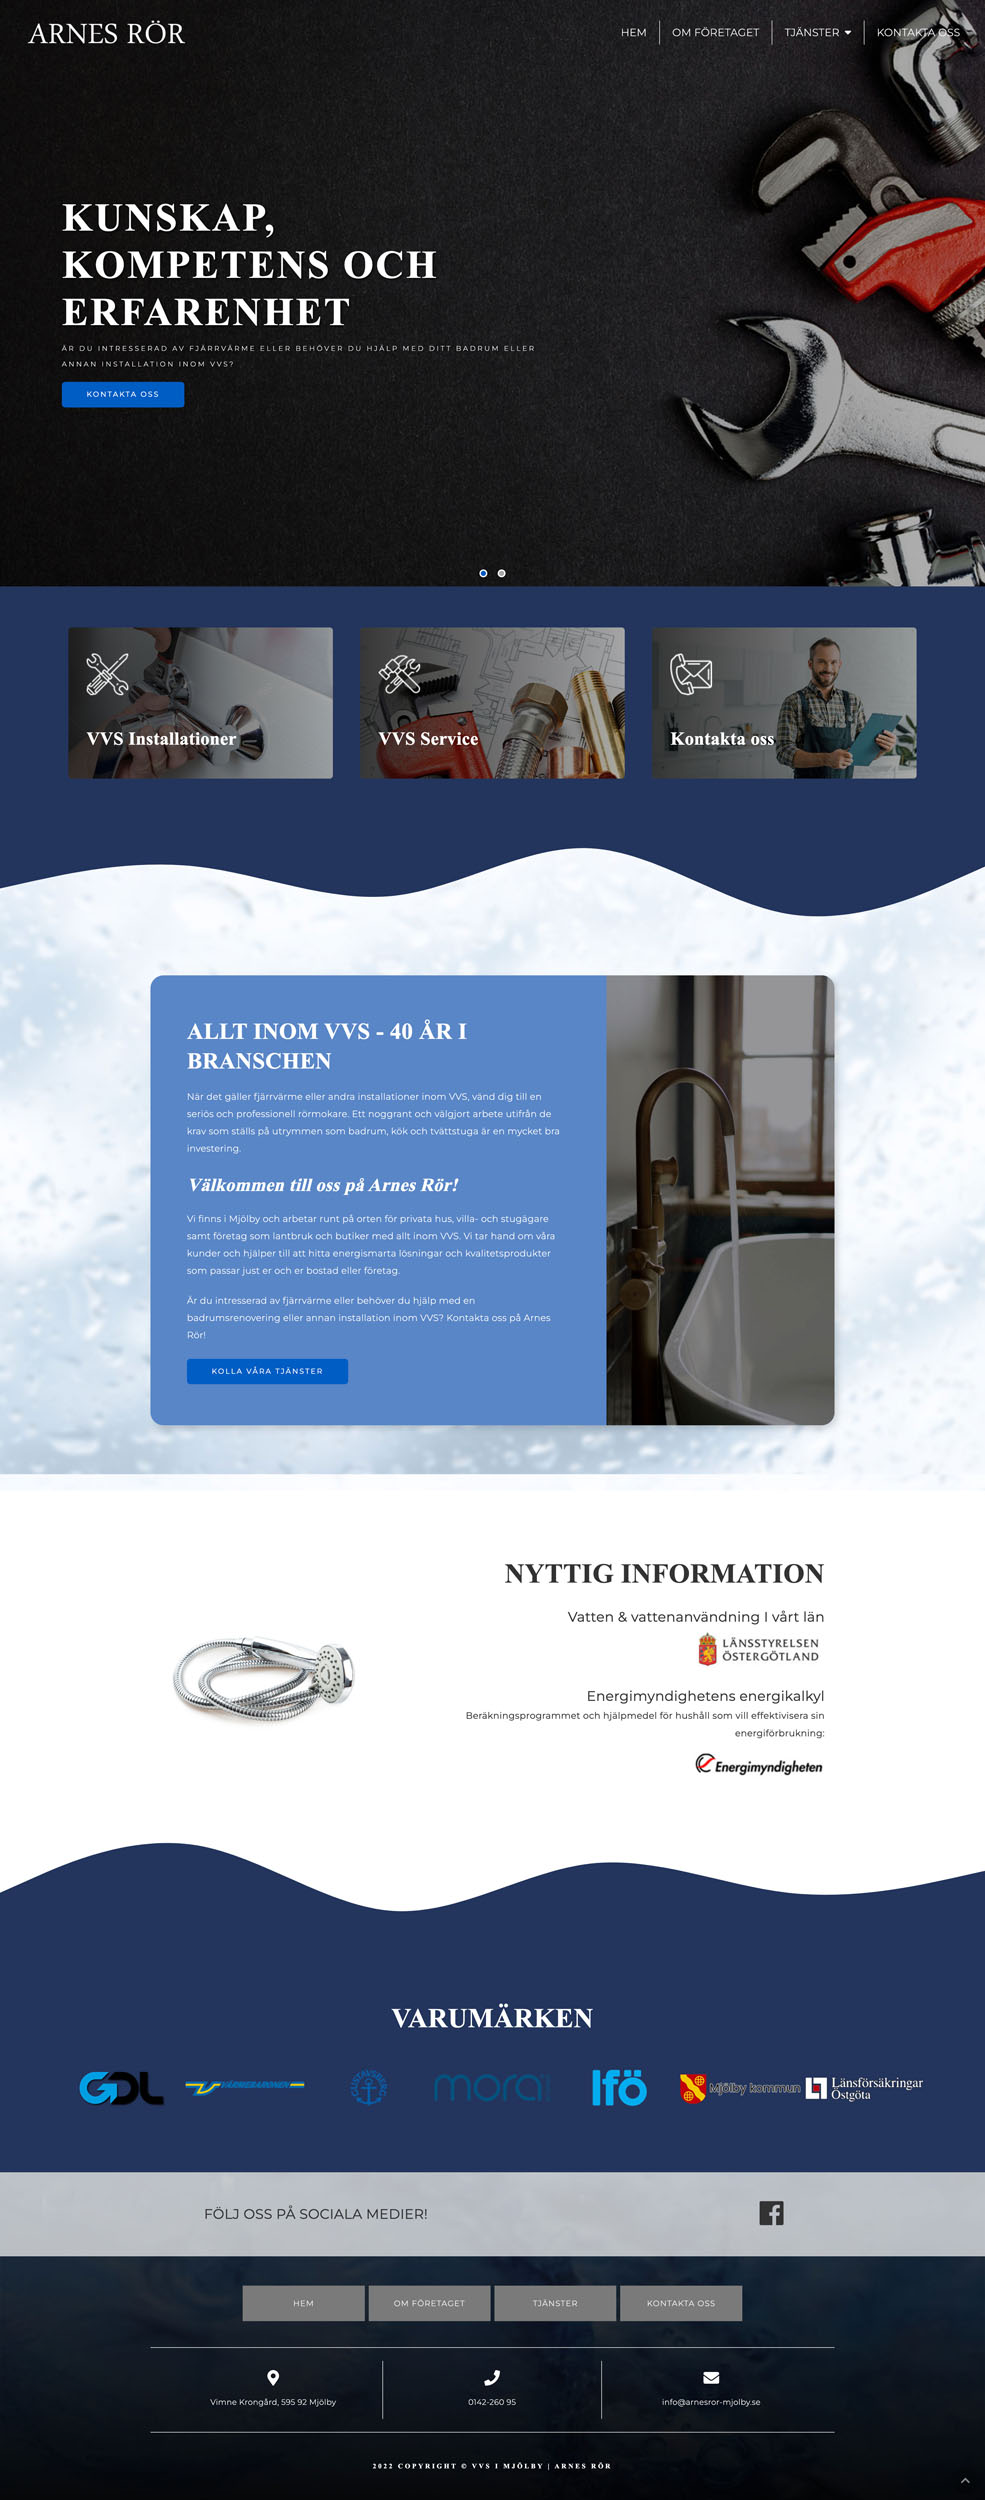 ARNES RÖR
HEM
OM FÖRETAGET
TJÄNSTER
KONTAKTA OSS
KUNSKAP,
KOMPETENS OCH
ERFARENHET
ÄR DU INTRESSERAD AV FJÄRRVÄRME ELLER BEHÖVER DU HJÄLP MED DITT BADRUM ELLER
ANNAN INSTALLATION INOM VVS?
KONTAKTA OSS
VVS Installationer
VVS Service
Kontakta oss
ALLT INOM VVS - 40 ÅR I
BRANSCHEN
När det gäller fjärrvärme eller andra installationer inom VVS, vänd dig till en
seriös och professionell rörmokare. Ett noggrant och välgjort arbete utifrån de
krav som ställs på utrymmen som badrum, kök och tvättstuga är en mycket bra
investering.
Välkommen till oss på Arnes Rör!
Vi finns i Mjölby och arbetar runt på orten för privata hus, villa- och stugägare
samt företag som lantbruk och butiker med allt inom VVS. Vi tar hand om våra
kunder och hjälper till att hitta energismarta lösningar och kvalitetsprodukter
som passar just er och er bostad eller företag.
Är du intresserad av fjärrvärme eller behöver du hjälp med en
badrumsrenovering eller annan installation inom VVS? Kontakta oss på Arnes
Rör!
KOLLA VÅRA TJÄNSTER
NYTTIG INFORMATION
Vatten & vattenanvändning I vårt län
LÄNSSTYRELSEN
ÖSTERGÖTLAND
Energimyndighetens energikalkyl
Beräkningsprogrammet och hjälpmedel för hushåll som vill effektivisera sin
energiförbrukning:
Energimyndigheten
VARUMÄRKEN
GDL
VÄRMEBARONEN
GUSTAVSBERG
mora
Ifö
Mjölby kommun
Länsförsäkringar
Östgöta
FÖLJ OSS PÅ SOCIALA MEDIER!
HEM
OM FÖRETAGET
TJÄNSTER
KONTAKTA OSS
Vimne Krongård, 595 92 Mjölby
0142-260 95
info@arnesror-mjolby.se
2022 COPYRIGHT © VVS I MJÖLBY | ARNES RÖR